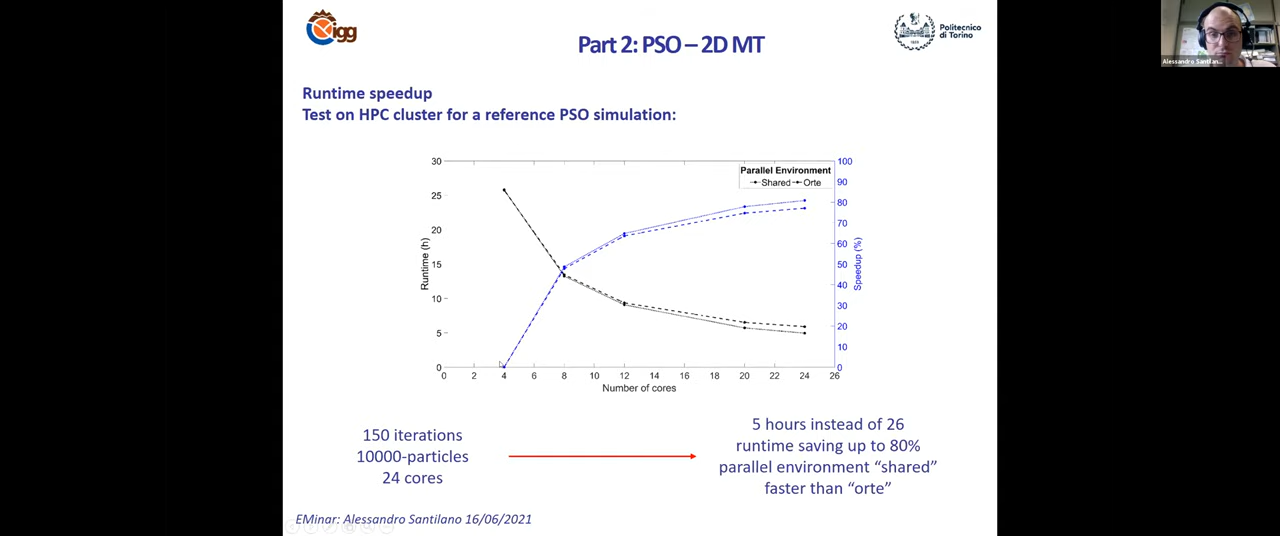 igg
Politecnico
di Torino
Alessandro Santilan...
Part 2: PSO – 2D MT
Runtime speedup
Test on HPC cluster for a reference PSO simulation:
30
25
20
15
10
5
0
Runtime (h)
Parallel Environment
Shared Orte
100
90
80
70
60
50
40
30
20
10
0
Speedup (%)
0 2 4 6 8 10 12 14 16 18 20 22 24 26
Number of cores
150 iterations
10000-particles
24 cores
5 hours instead of 26
runtime saving up to 80%
parallel environment “shared”
faster than “orte”
EMinar: Alessandro Santilano 16/06/2021